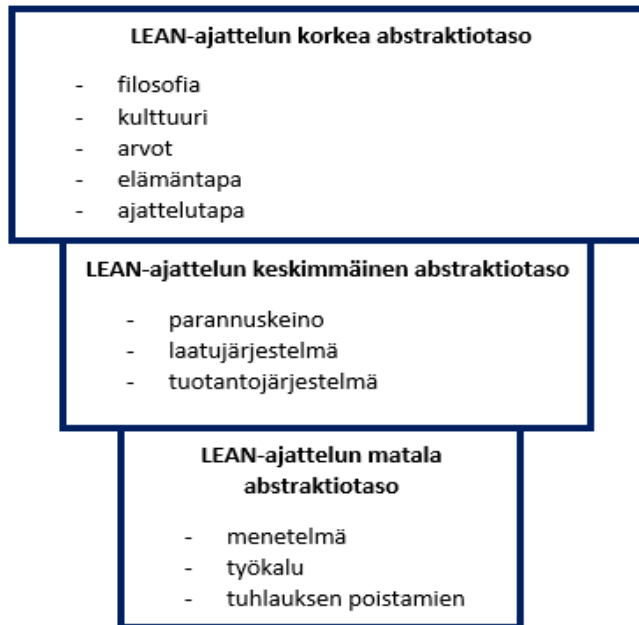 LEAN-ajattelun korkea abstraktiotaso
- filosofia
- kulttuuri
- arvot
- elämäntapa
- ajattelutapa
LEAN-ajattelun keskimmäinen abstraktiotaso
- parannuskeino
- laatujärjestelmä
- tuotantojärjestelmä
LEAN-ajattelun matala
abstraktiotaso
- menetelmä
- työkalu
- tuhlauksen poistamien